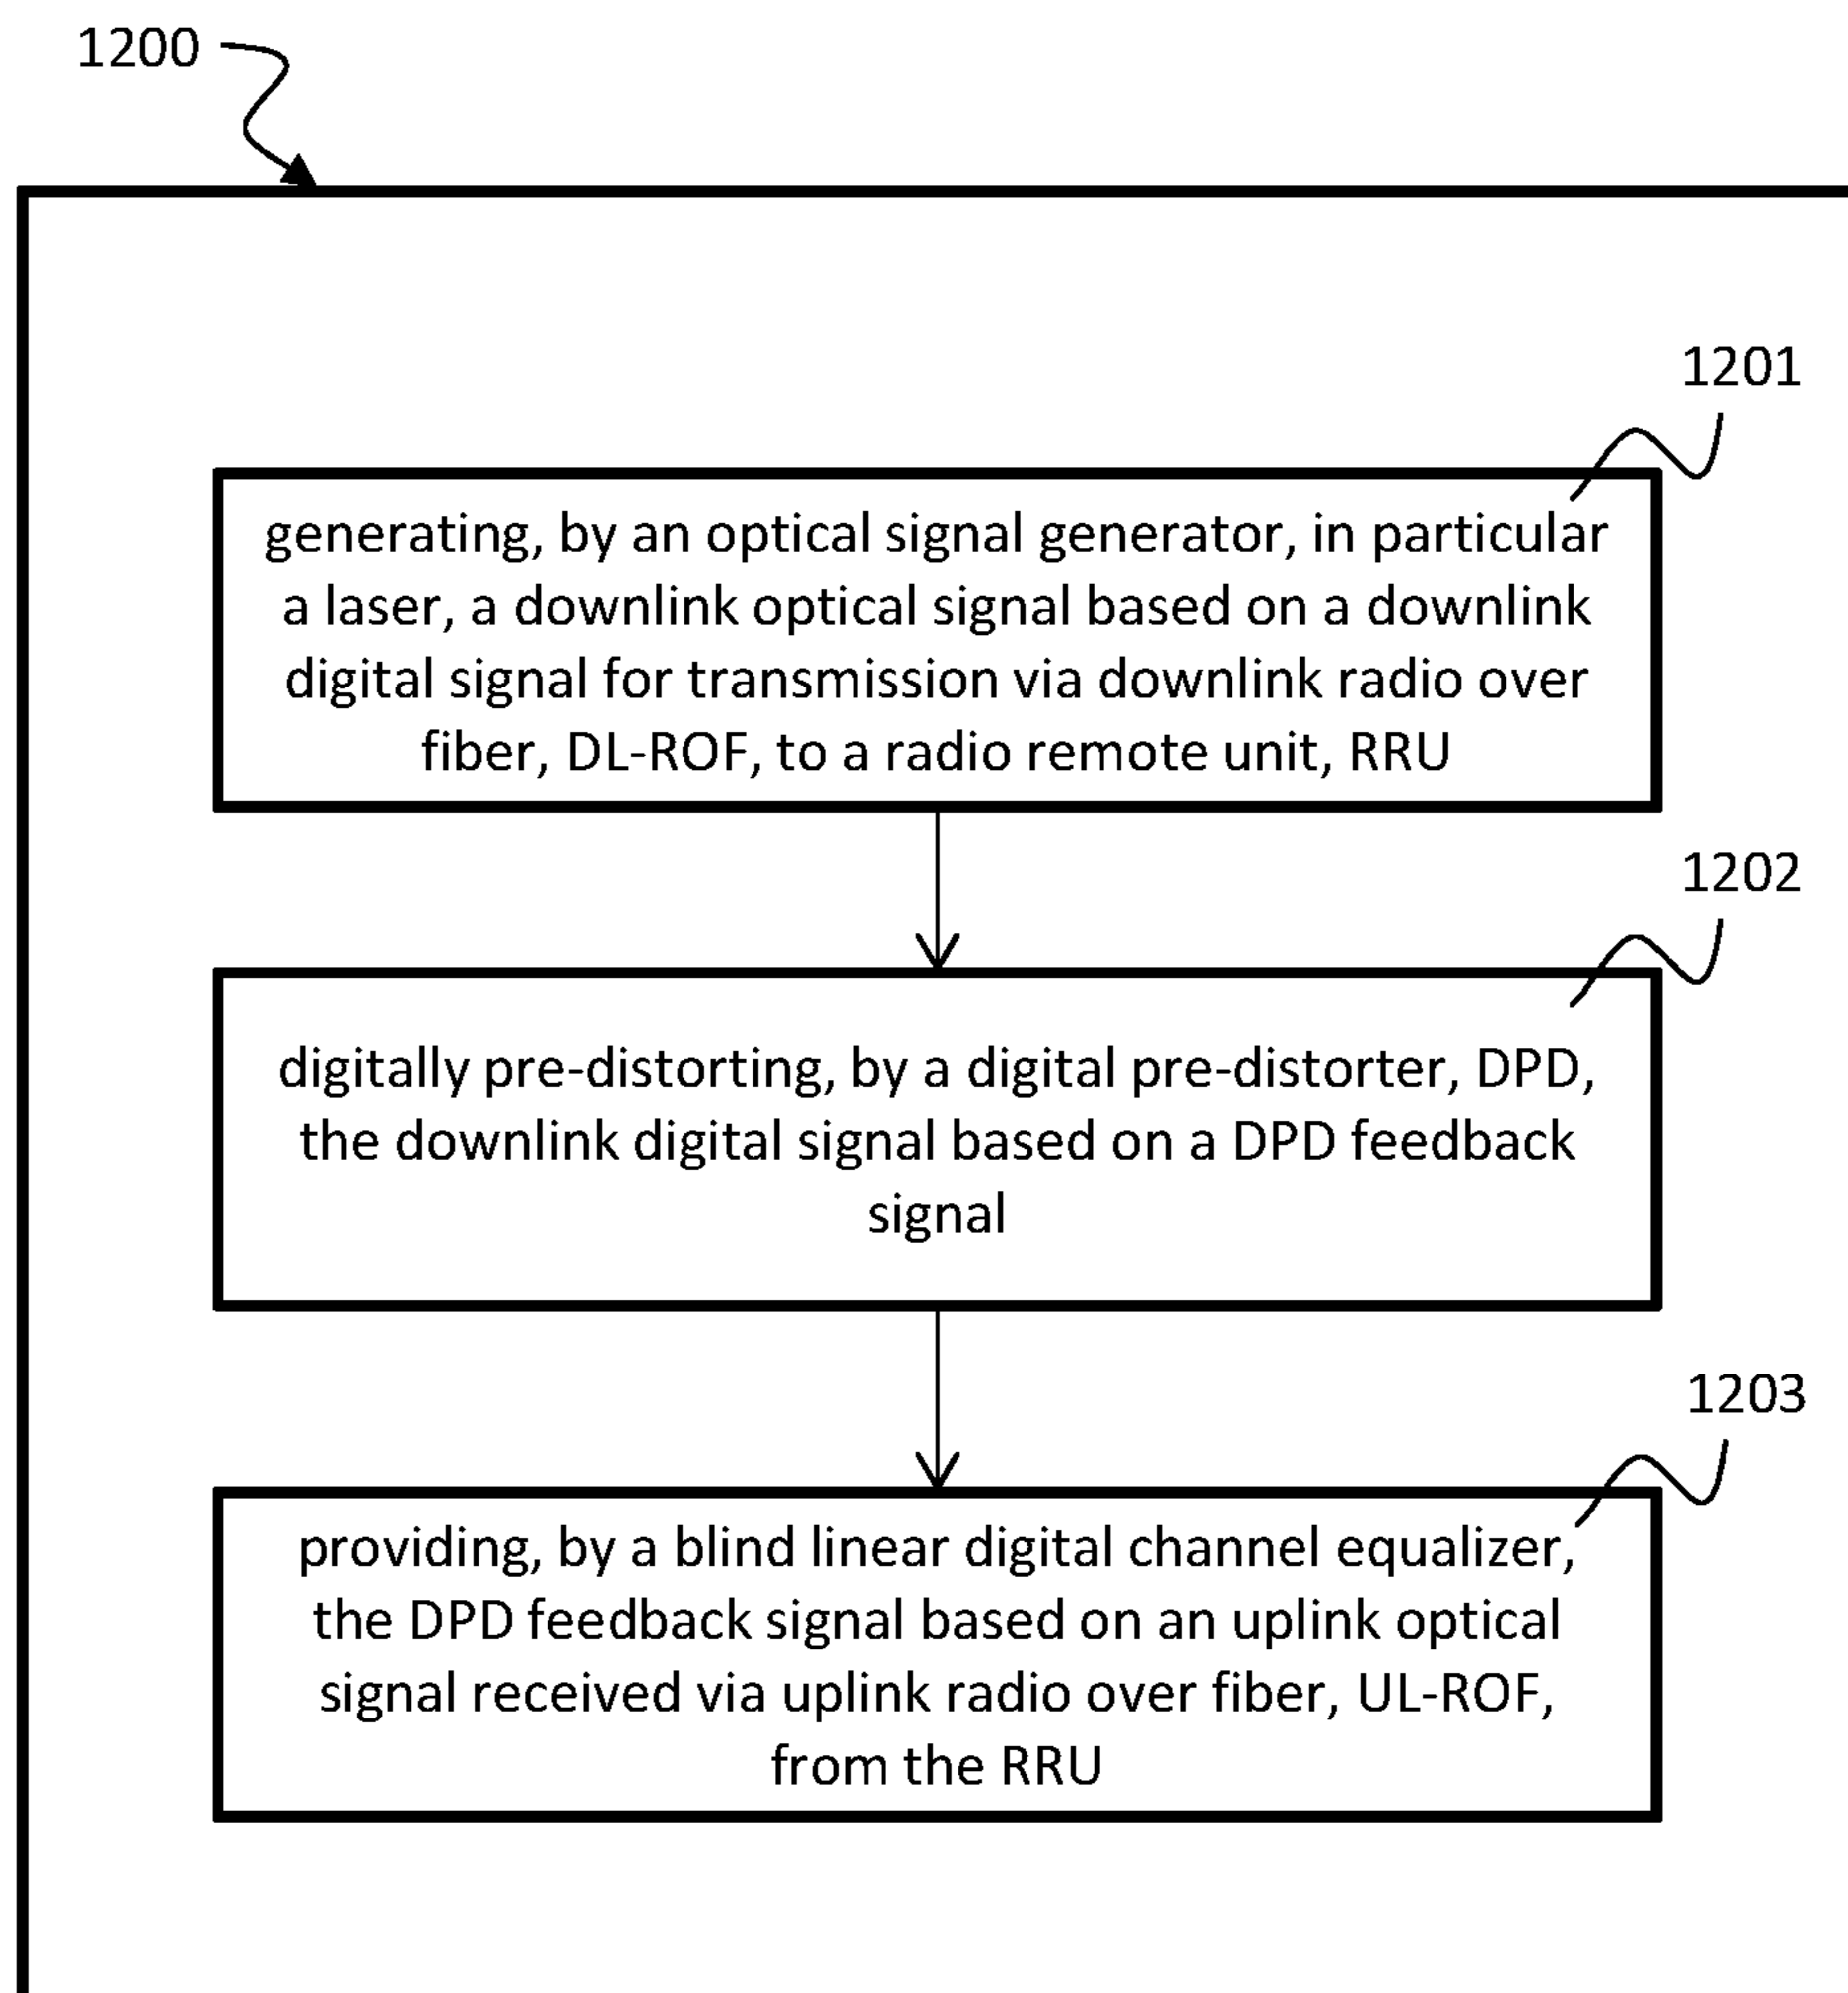 1200
1201
generating, by an optical signal generator, in particular
a laser, a downlink optical signal based on a downlink
digital signal for transmission via downlink radio over
fiber, DL-ROF, to a radio remote unit, RRU
1202
digitally pre-distorting, by a digital pre-distorter, DPD,
the downlink digital signal based on a DPD feedback
signal
1203
providing, by a blind linear digital channel equalizer,
the DPD feedback signal based on an uplink optical
signal received via uplink radio over fiber, UL-ROF,
from the RRU